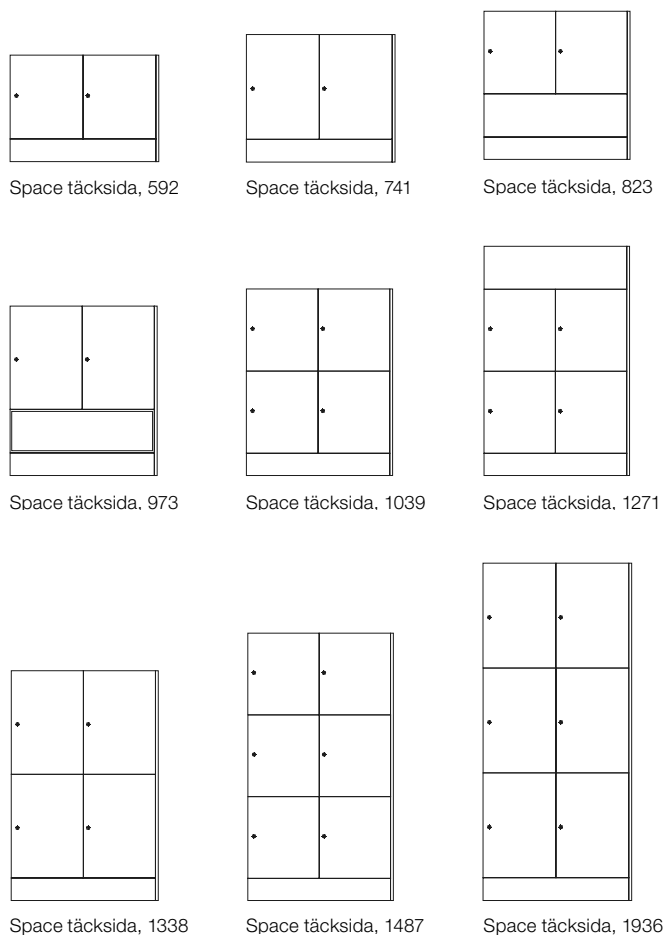 Space täcksida, 592
Space täcksida, 741
Space täcksida, 823
Space täcksida, 973
Space täcksida, 1039
Space täcksida, 1271
Space täcksida, 1338
Space täcksida, 1487
Space täcksida, 1936